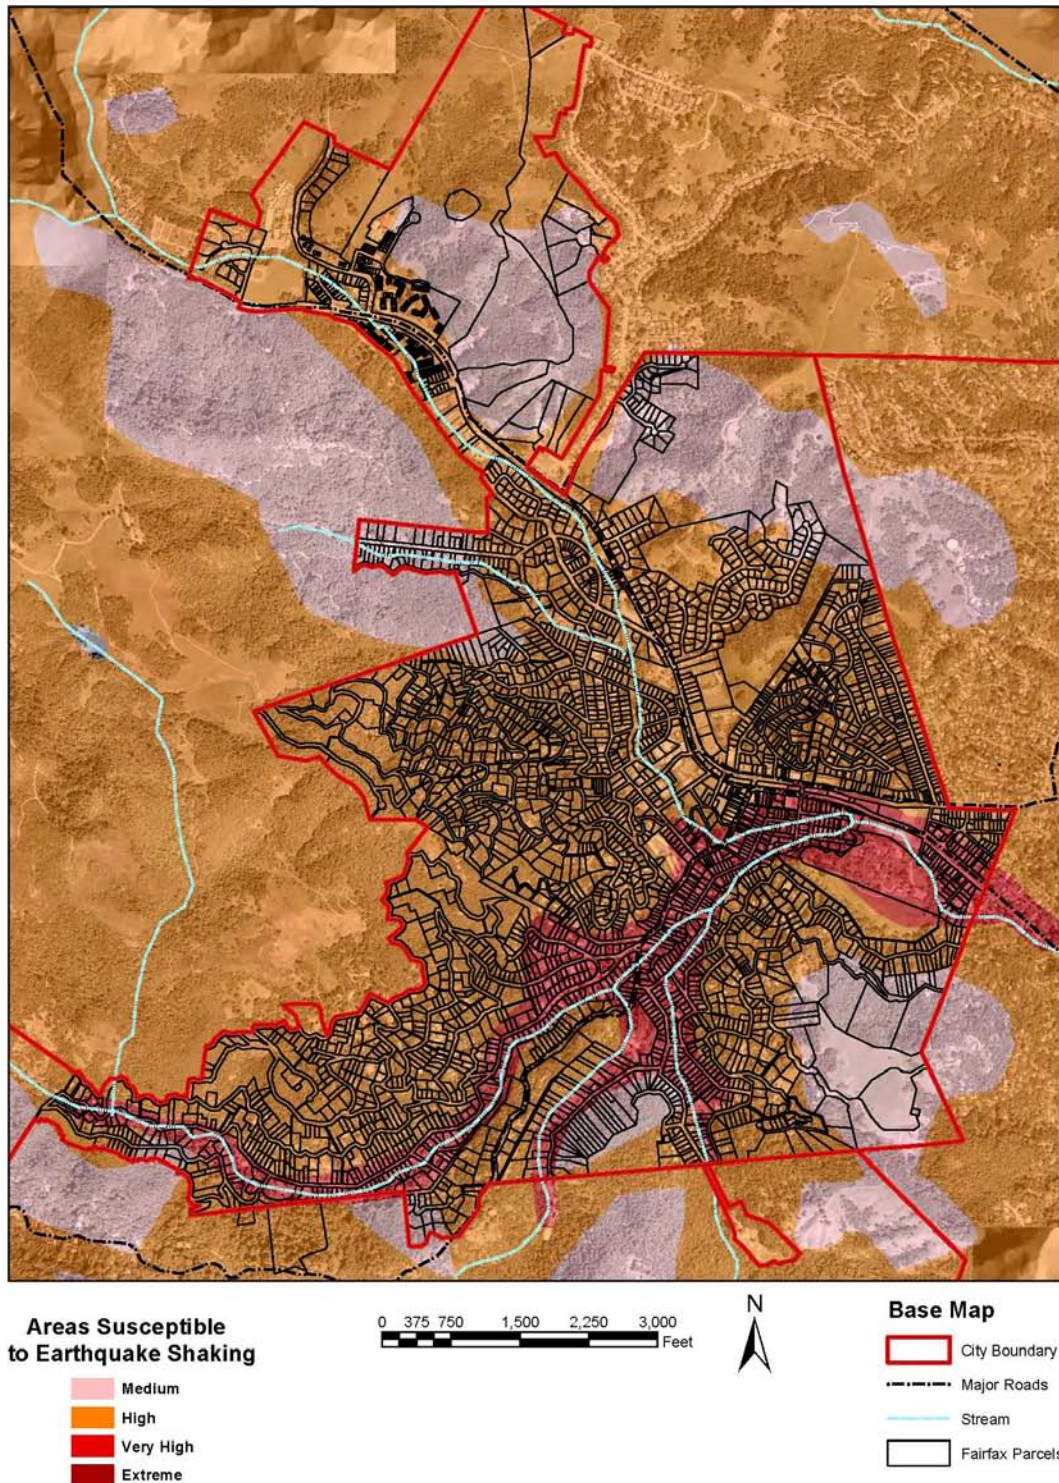 Areas Susceptible
to Earthquake Shaking
Medium
High
Very High
Extreme
0 375 750 1,500 2,250 3,000
Feet
N
Base Map
City Boundary
Major Roads
Stream
Fairfax Parcels